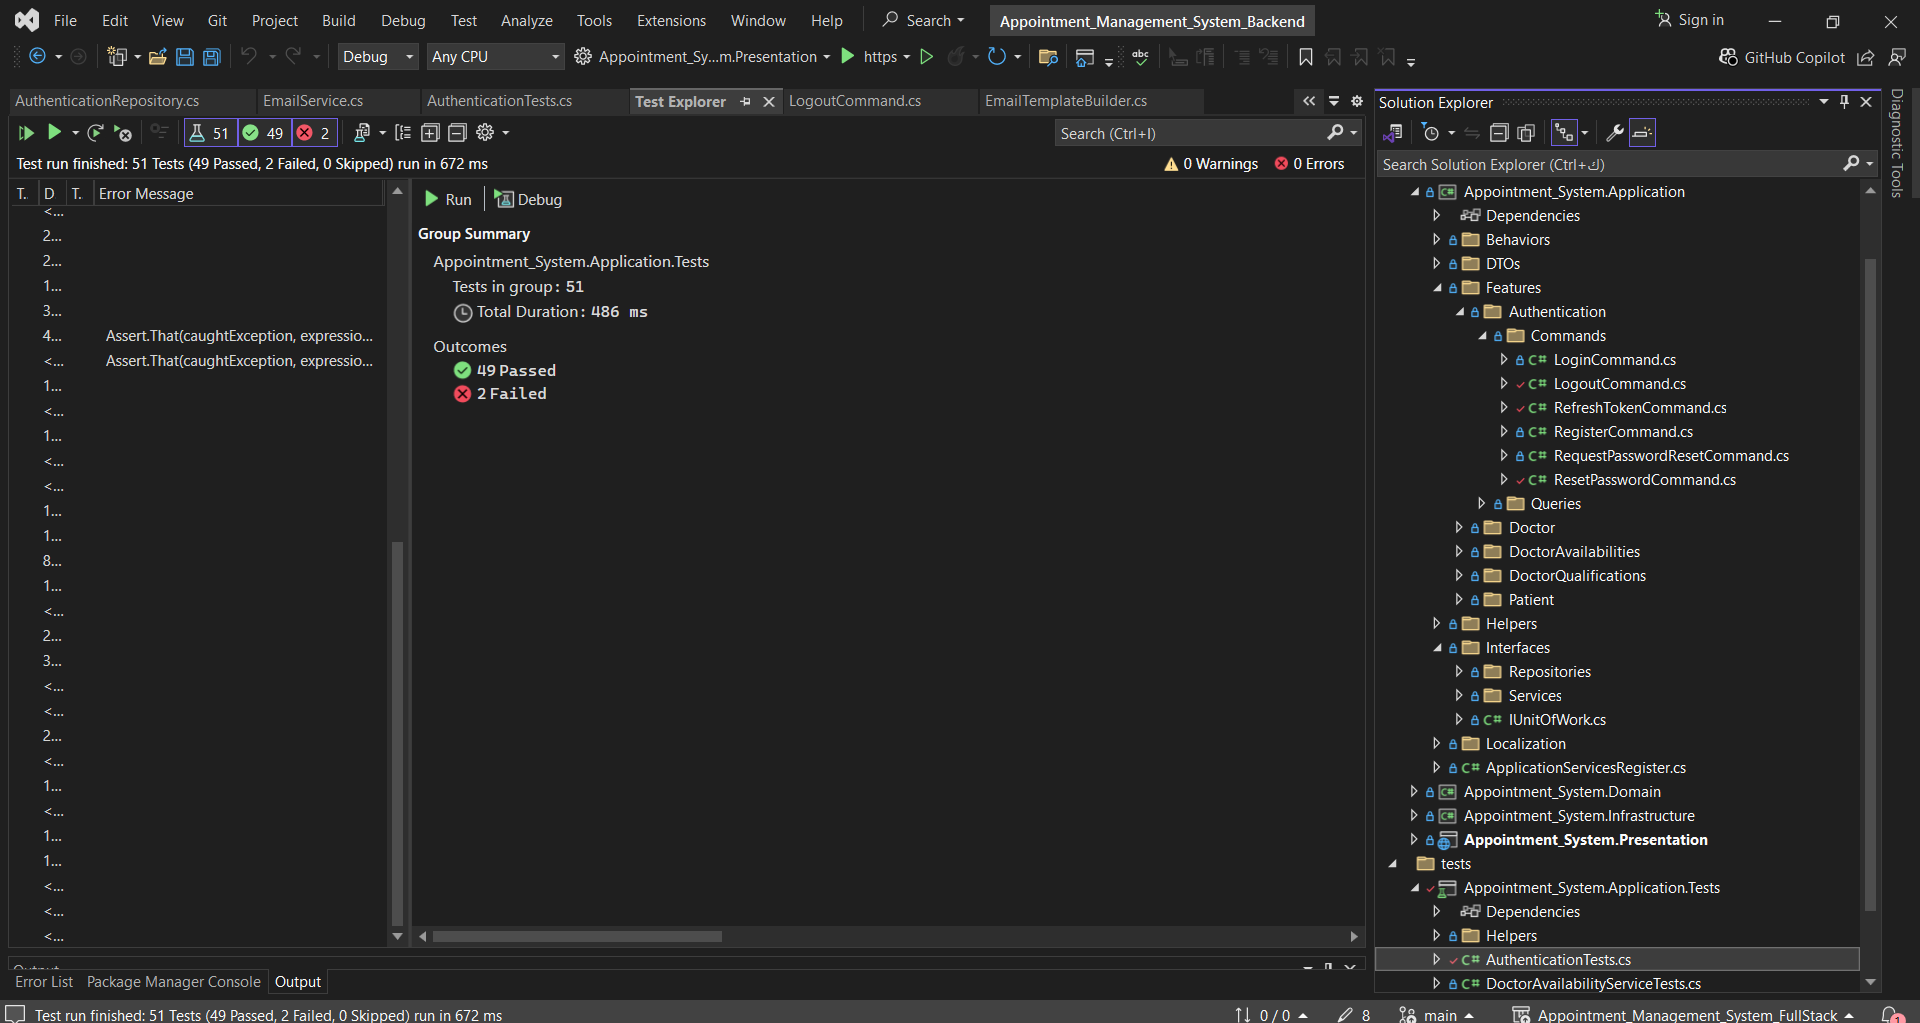 File Edit View Git Project Build Debug Test Analyze Tools Extensions Window Help Search Appointment_Management_System_Backend Sign in
Debug Any CPU Appointment_Sy...m.Presentation https abc GitHub Copilot
AuthenticationRepository.cs EmailService.cs AuthenticationTests.cs Test Explorer LogoutCommand.cs EmailTemplateBuilder.cs
51 49 2 Search (Ctrl+I)
Test run finished: 51 Tests (49 Passed, 2 Failed, 0 Skipped) run in 672 ms 0 Warnings 0 Errors
T. D T. Error Message
<...
2...
2...
1...
3...
4... Assert.That(caughtException, expressio...
<... Assert.That(caughtException, expressio...
1...
<...
1...
<...
<...
1...
1...
8...
1...
<...
2...
3...
<...
<...
2...
<...
1...
<...
1...
1...
<...
<...
<...
Run Debug
Group Summary
Appointment_System.Application.Tests
Tests in group: 51
Total Duration: 486 ms
Outcomes
49 Passed
2 Failed
Solution Explorer
Search Solution Explorer (Ctrl+ك)
Appointment_System.Application
Dependencies
Behaviors
DTOs
Features
Authentication
Commands
LoginCommand.cs
LogoutCommand.cs
RefreshTokenCommand.cs
RegisterCommand.cs
RequestPasswordResetCommand.cs
ResetPasswordCommand.cs
Queries
Doctor
DoctorAvailabilities
DoctorQualifications
Patient
Helpers
Interfaces
Repositories
Services
IUnitOfWork.cs
Localization
ApplicationServicesRegister.cs
Appointment_System.Domain
Appointment_System.Infrastructure
Appointment_System.Presentation
tests
Appointment_System.Application.Tests
Dependencies
Helpers
AuthenticationTests.cs
DoctorAvailabilityServiceTests.cs
Diagnostic Tools
Output
Error List Package Manager Console Output
Test run finished: 51 Tests (49 Passed, 2 Failed, 0 Skipped) run in 672 ms 0 / 0 8 main Appointment_Management_System_FullStack 1